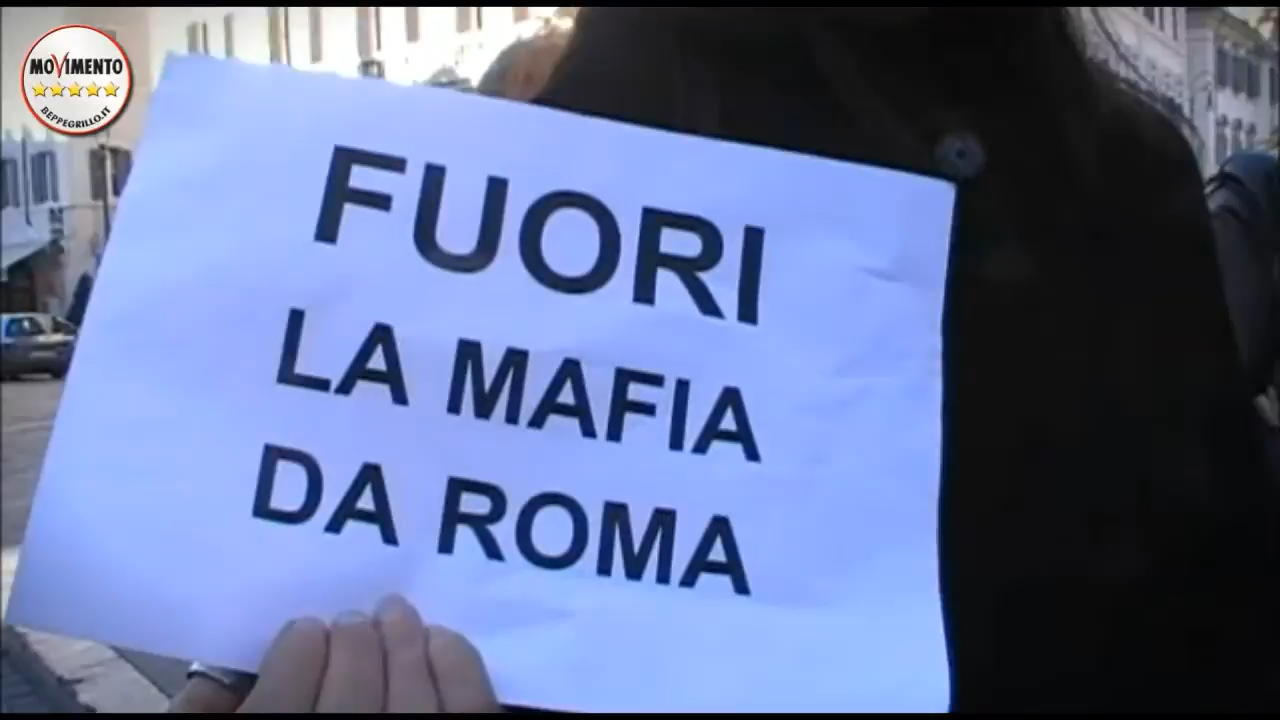 MOVIMENTO
BEPPEGRILLO.IT
FUORI
LA MAFIA
DA ROMA